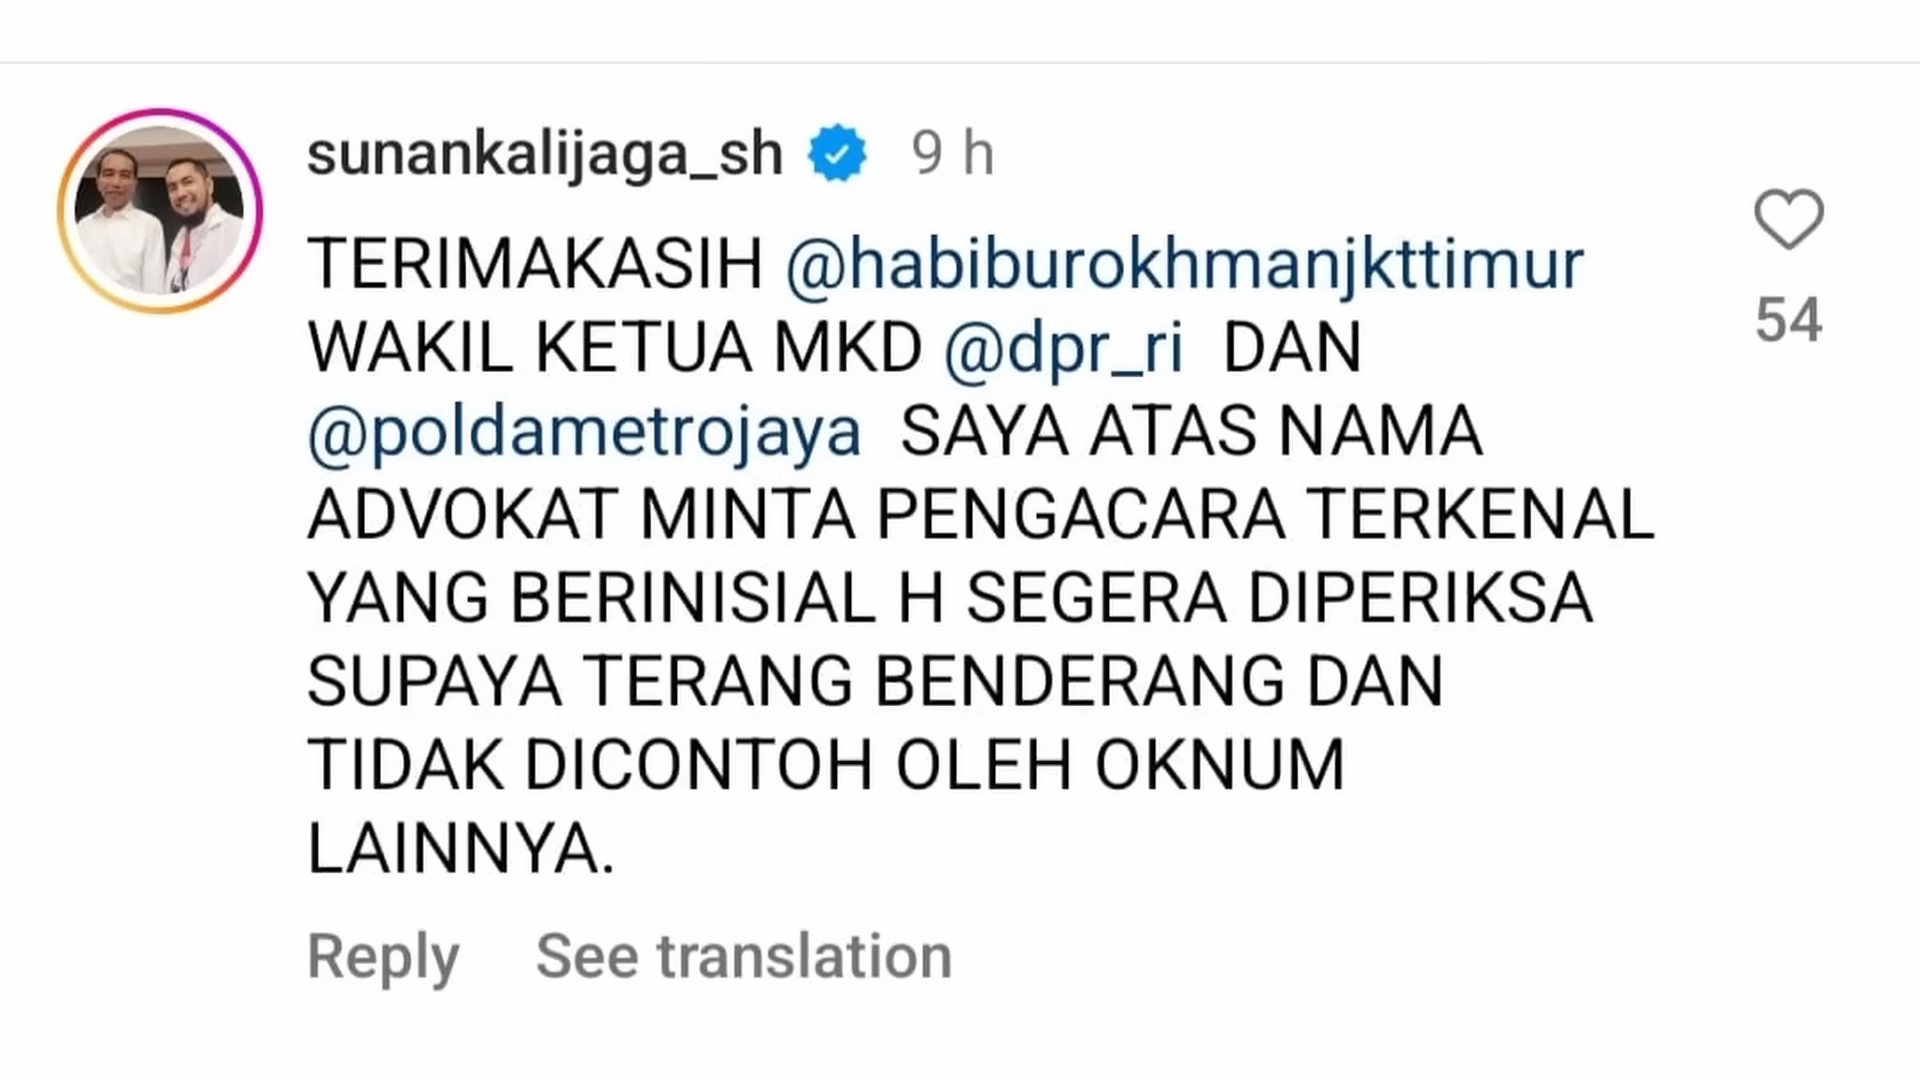 sunankalijaga_sh 9 h
TERIMAKASIH @habiburokhmanjkttimur
WAKIL KETUA MKD @dpr_ri DAN
@poldametrojaya SAYA ATAS NAMA
ADVOKAT MINTA PENGACARA TERKENAL
YANG BERINISIAL H SEGERA DIPERIKSA
SUPAYA TERANG BENDERANG DAN
TIDAK DICONTOH OLEH OKNUM
LAINNYA.
54
Reply See translation